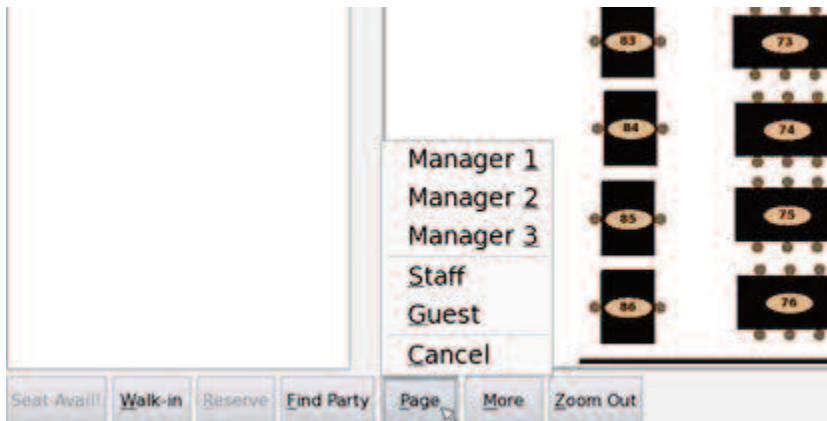 83 73
84 74
Manager 1
Manager 2
Manager 3
85 75
Staff
Guest
86 76
Cancel
Seat Avail! Walk-in Reserve Find Party Page More Zoom Out